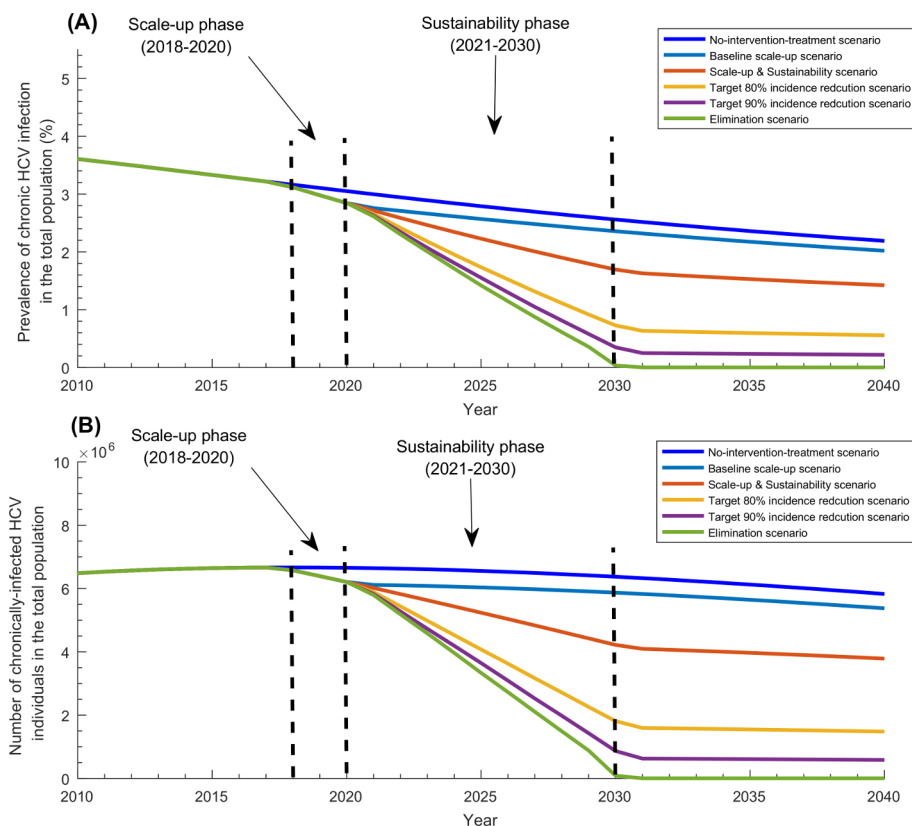 (A)
Scale-up phase
(2018-2020)
Sustainability phase
(2021-2030)
No-intervention-treatment scenario
Baseline scale-up scenario
Scale-up & Sustainability scenario
Target 80% incidence redcution scenario
Target 90% incidence redcution scenario
Elimination scenario
Prevalence of chronic HCV infection
in the total population (%)
5
4
3
2
1
0
2010 2015 2020 2025 2030 2035 2040
Year
(B)
Scale-up phase
(2018-2020)
Sustainability phase
(2021-2030)
No-intervention-treatment scenario
Baseline scale-up scenario
Scale-up & Sustainability scenario
Target 80% incidence redcution scenario
Target 90% incidence redcution scenario
Elimination scenario
Number of chronically-infected HCV
individuals in the total population
× 10⁶
10
8
6
4
2
0
2010 2015 2020 2025 2030 2035 2040
Year